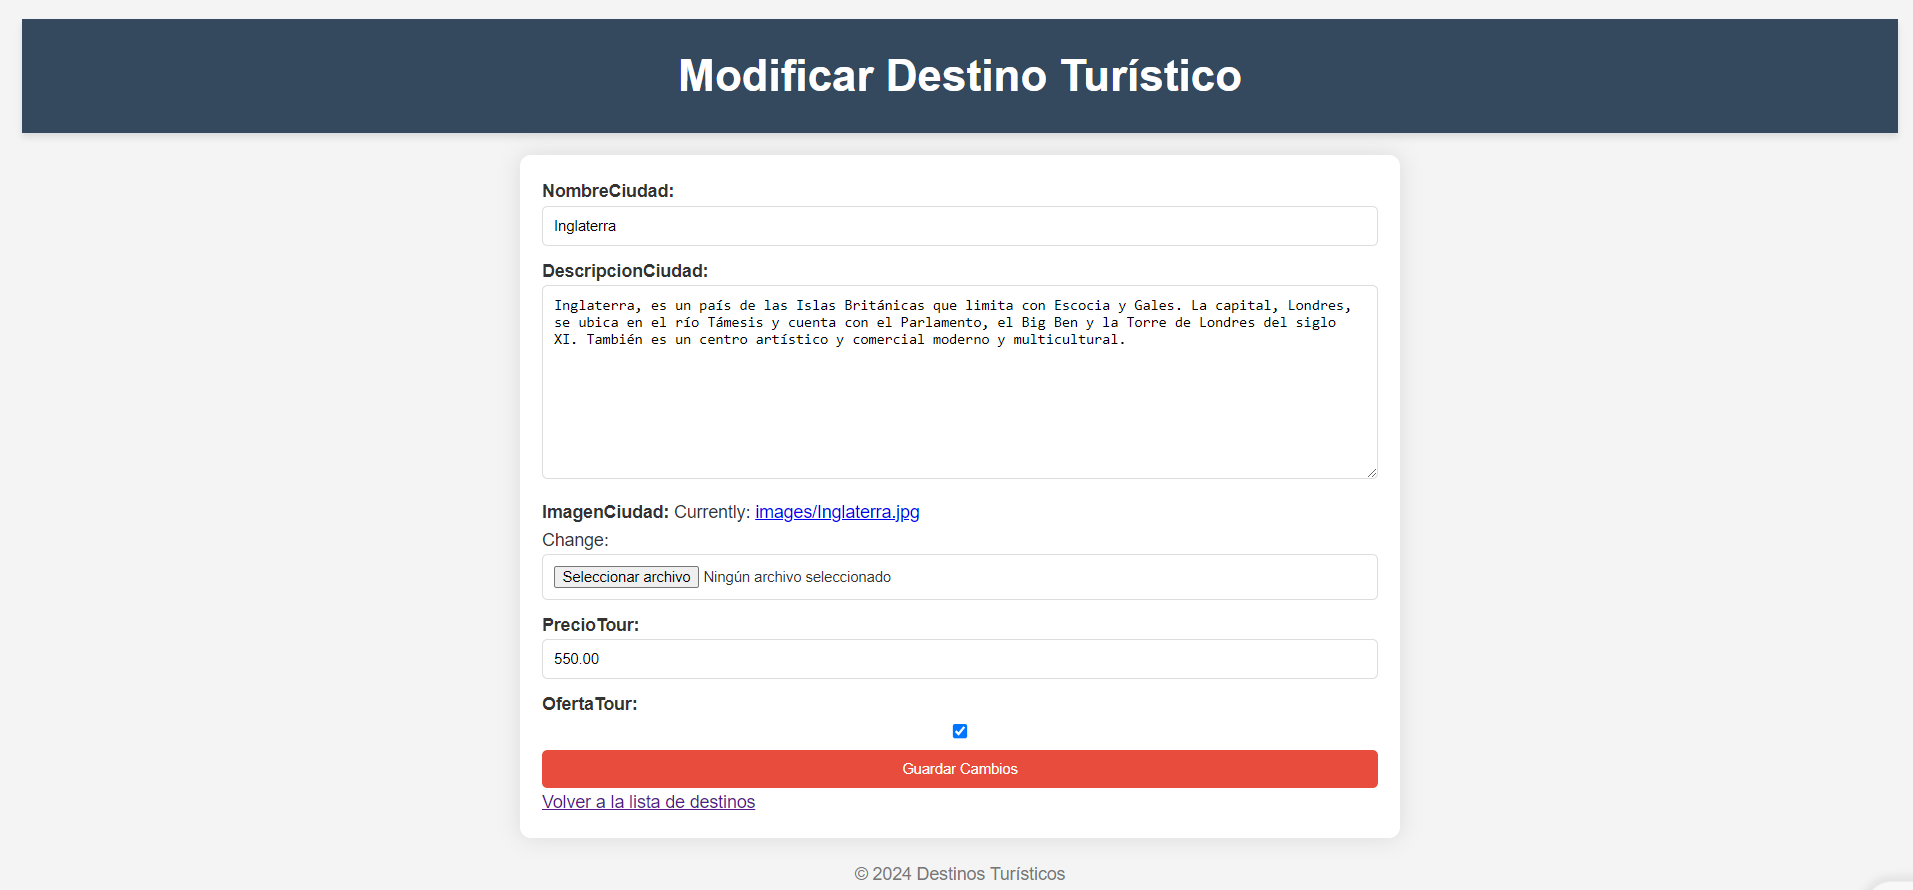 Modificar Destino Turístico
NombreCiudad:
Inglaterra
DescripcionCiudad:
Inglaterra, es un país de las Islas Británicas que limita con Escocia y Gales. La capital, Londres,
se ubica en el río Támesis y cuenta con el Parlamento, el Big Ben y la Torre de Londres del siglo
XI. También es un centro artístico y comercial moderno y multicultural.
ImagenCiudad: Currently: images/Inglaterra.jpg
Change:
Seleccionar archivo Ningún archivo seleccionado
PrecioTour:
550.00
OfertaTour:
Guardar Cambios
Volver a la lista de destinos
© 2024 Destinos Turísticos